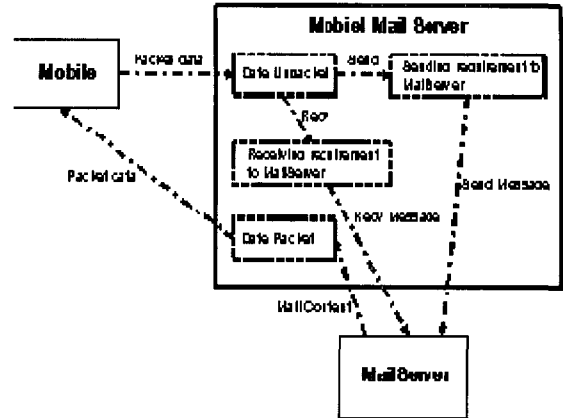 Mobiel Mail Server
Mobile
Packet data
Data Unpacket
Send
Sending requirement to
MailServer
Recv
Receiving requirement
to MailServer
Packet data
Send Message
Recv Message
Data Packet
MailContent
MailServer